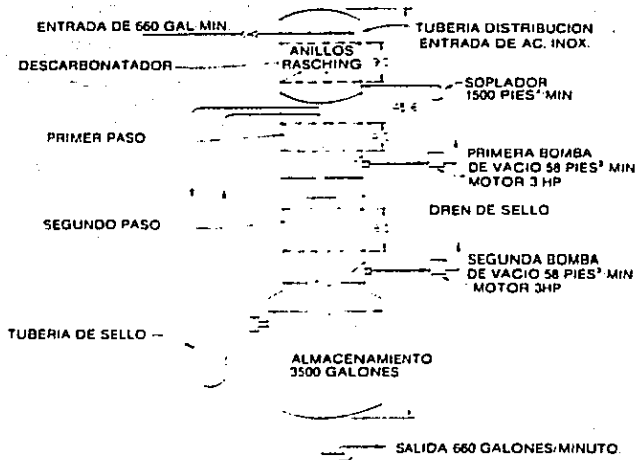 ENTRADA DE 660 GAL MIN.
TUBERIA DISTRIBUCION
ENTRADA DE AC. INOX.
ANILLOS
RASCHING
DESCARBONATADOR
SOPLADOR
1500 PIES³ MIN
PRIMER PASO
PRIMERA BOMBA
DE VACIO 58 PIES³ MIN
MOTOR 3 HP
SEGUNDO PASO
DREN DE SELLO
SEGUNDA BOMBA
DE VACIO 58 PIES³ MIN
MOTOR 3HP
TUBERIA DE SELLO
ALMACENAMIENTO
3500 GALONES
SALIDA 660 GALONES/MINUTO.